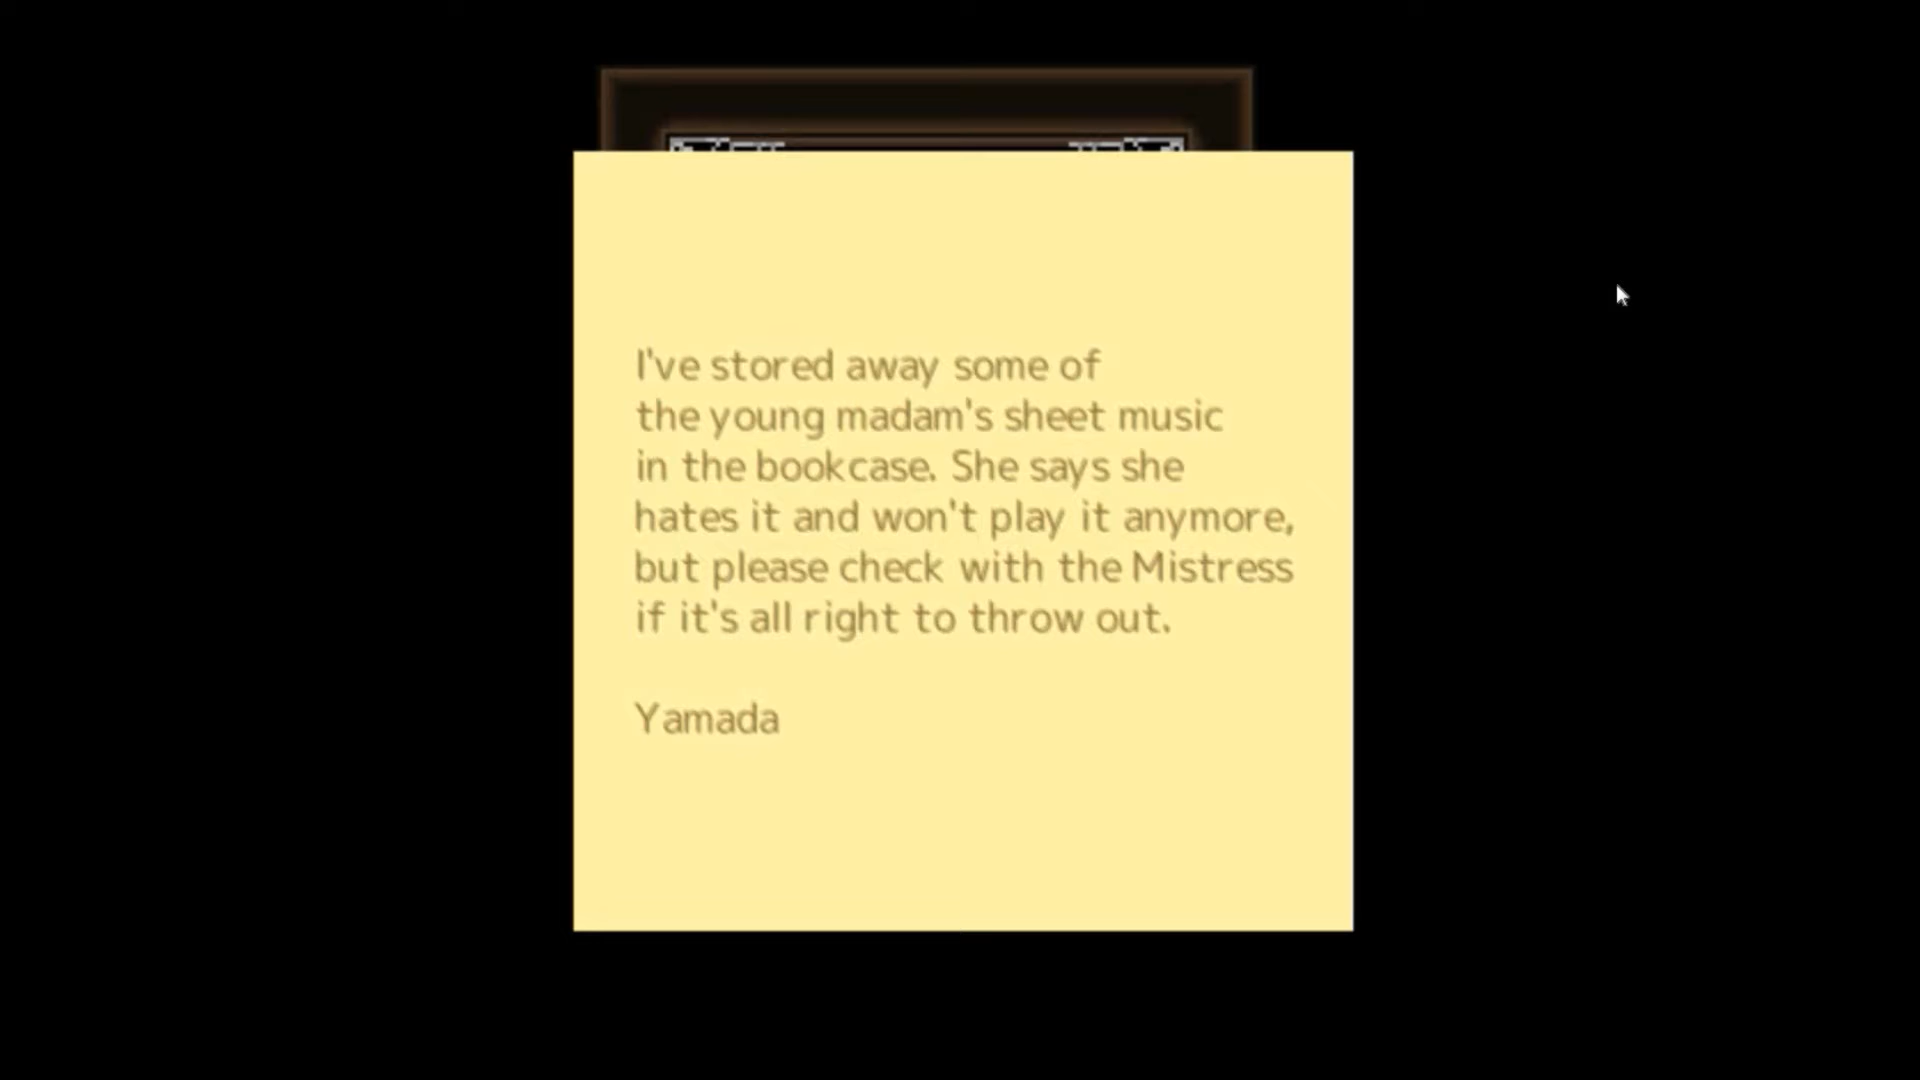 I've stored away some of
the young madam's sheet music
in the bookcase. She says she
hates it and won't play it anymore,
but please check with the Mistress
if it's all right to throw out.
Yamada